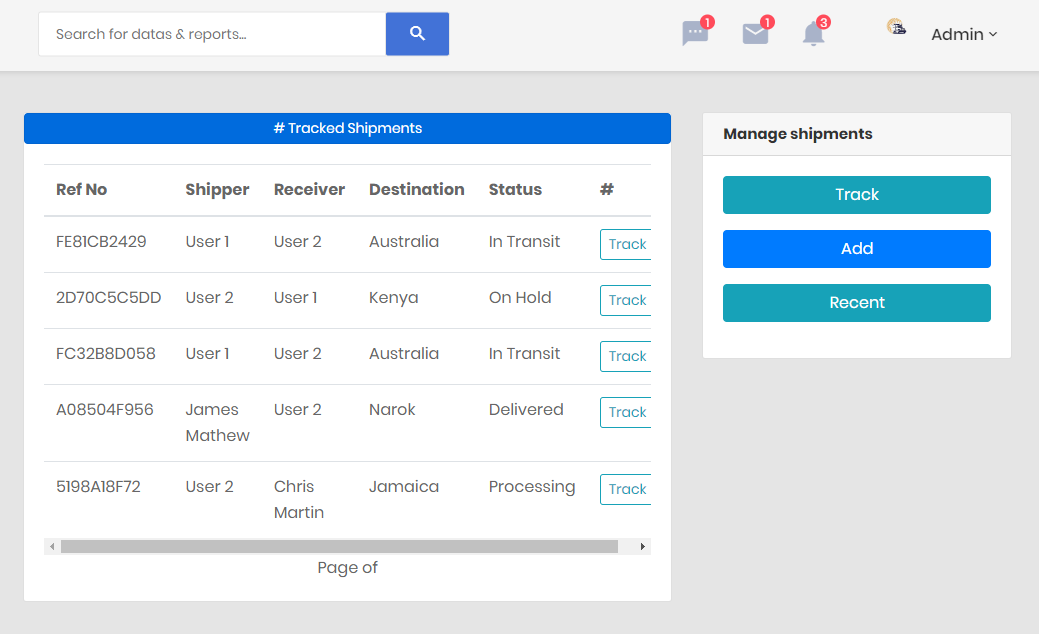 Search for datas & reports...
1
1
3
Admin
# Tracked Shipments
Ref No Shipper Receiver Destination Status #
FE81CB2429 User 1 User 2 Australia In Transit Track
2D70C5C5DD User 2 User 1 Kenya On Hold Track
FC32B8D058 User 1 User 2 Australia In Transit Track
A08504F956 James Mathew User 2 Narok Delivered Track
5198A18F72 User 2 Chris Martin Jamaica Processing Track
Page of
Manage shipments
Track
Add
Recent